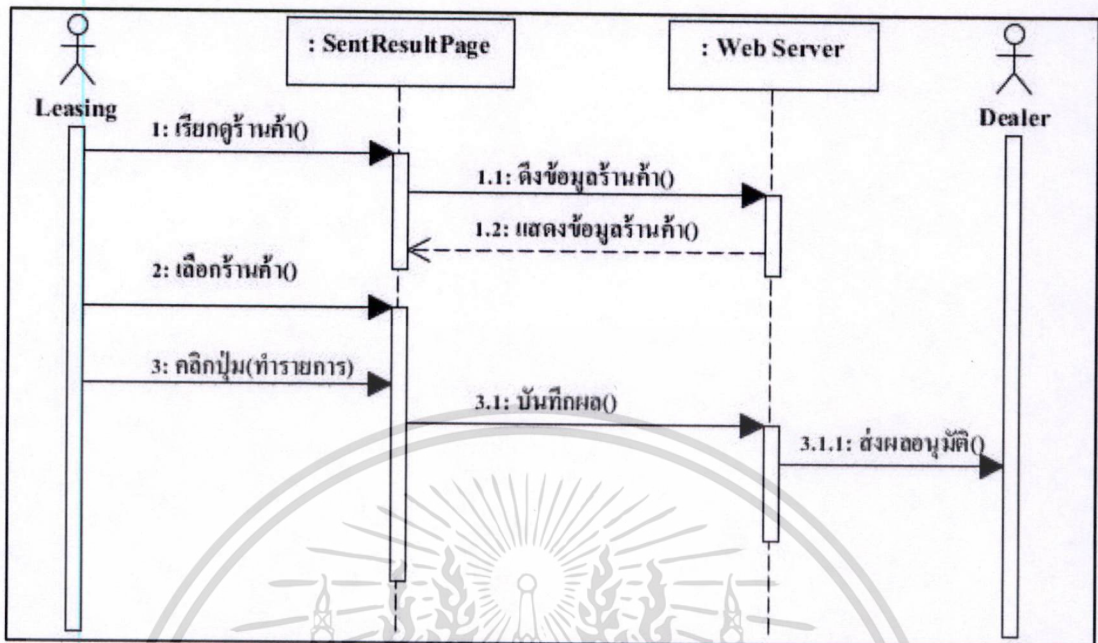 : SentResultPage
: Web Server
Leasing
Dealer
1: เรียกดูร้านค้า()
1.1: ดึงข้อมูลร้านค้า()
1.2: แสดงข้อมูลร้านค้า()
2: เลือกร้านค้า()
3: คลิกปุ่ม(ทำรายการ)
3.1: บันทึกผล()
3.1.1: ส่งผลอนุมัติ()